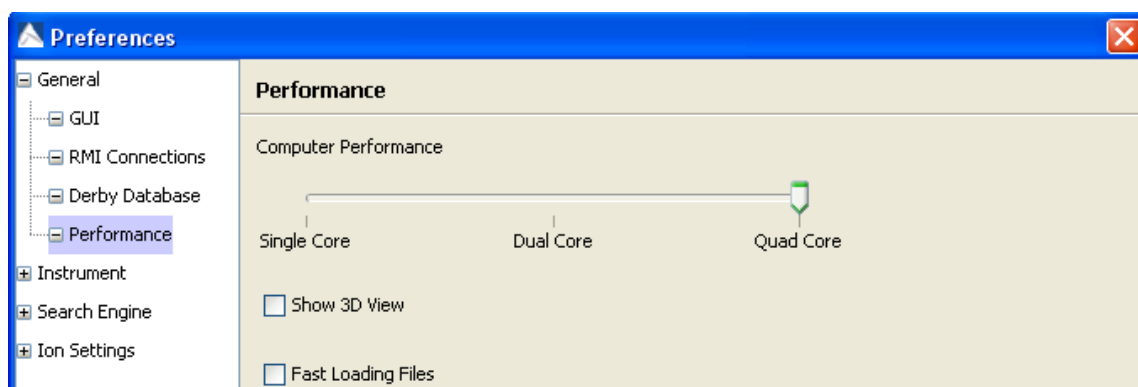 Preferences
General
GUI
RMI Connections
Derby Database
Performance
Instrument
Search Engine
Ion Settings
Performance
Computer Performance
Single Core Dual Core Quad Core
Show 3D View
Fast Loading Files